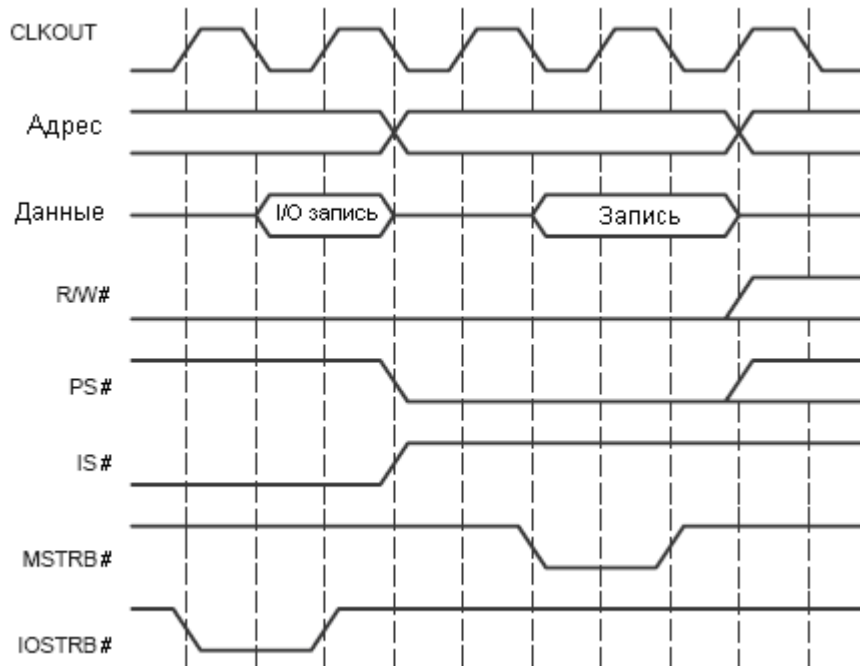 CLKOUT
Адрес
Данные
I/O запись
Запись
R/W#
PS#
IS#
MSTRB#
IOSTRB#